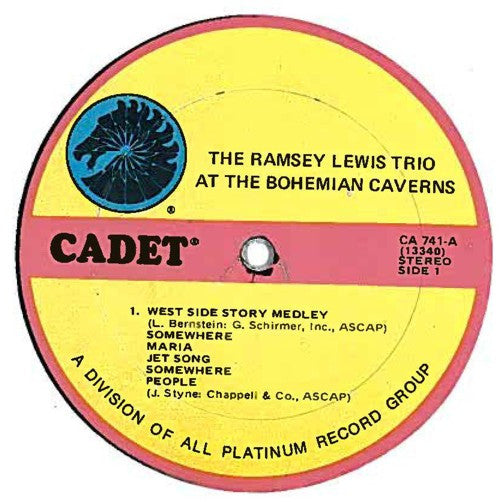 THE RAMSEY LEWIS TRIO
AT THE BOHEMIAN CAVERNS
®
CADET®
CA 741-A
(13340)
STEREO
SIDE 1
1. WEST SIDE STORY MEDLEY
(L. Bernstein: G. Schirmer, Inc., ASCAP)
SOMEWHERE
MARIA
JET SONG
SOMEWHERE
PEOPLE
(J. Styne: Chappell & Co., ASCAP)
A DIVISION OF ALL PLATINUM RECORD GROUP